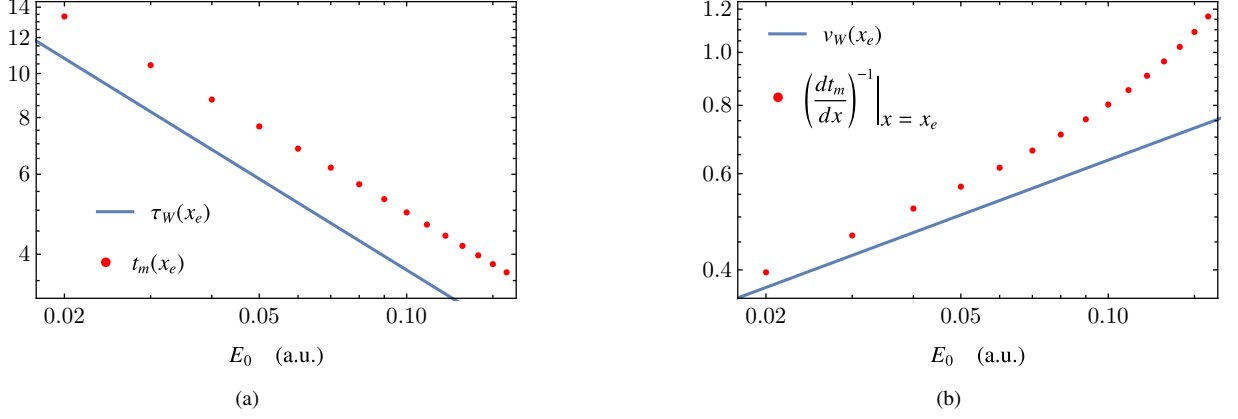 14
12
10
8
6
4
τ_W(x_e)
t_m(x_e)
0.02 0.05 0.10
E_0 (a.u.)
(a)
1.2
1.0
0.8
0.6
0.4
v_W(x_e)
(dt_m/dx)^{-1}|_{x = x_e}
0.02 0.05 0.10
E_0 (a.u.)
(b)